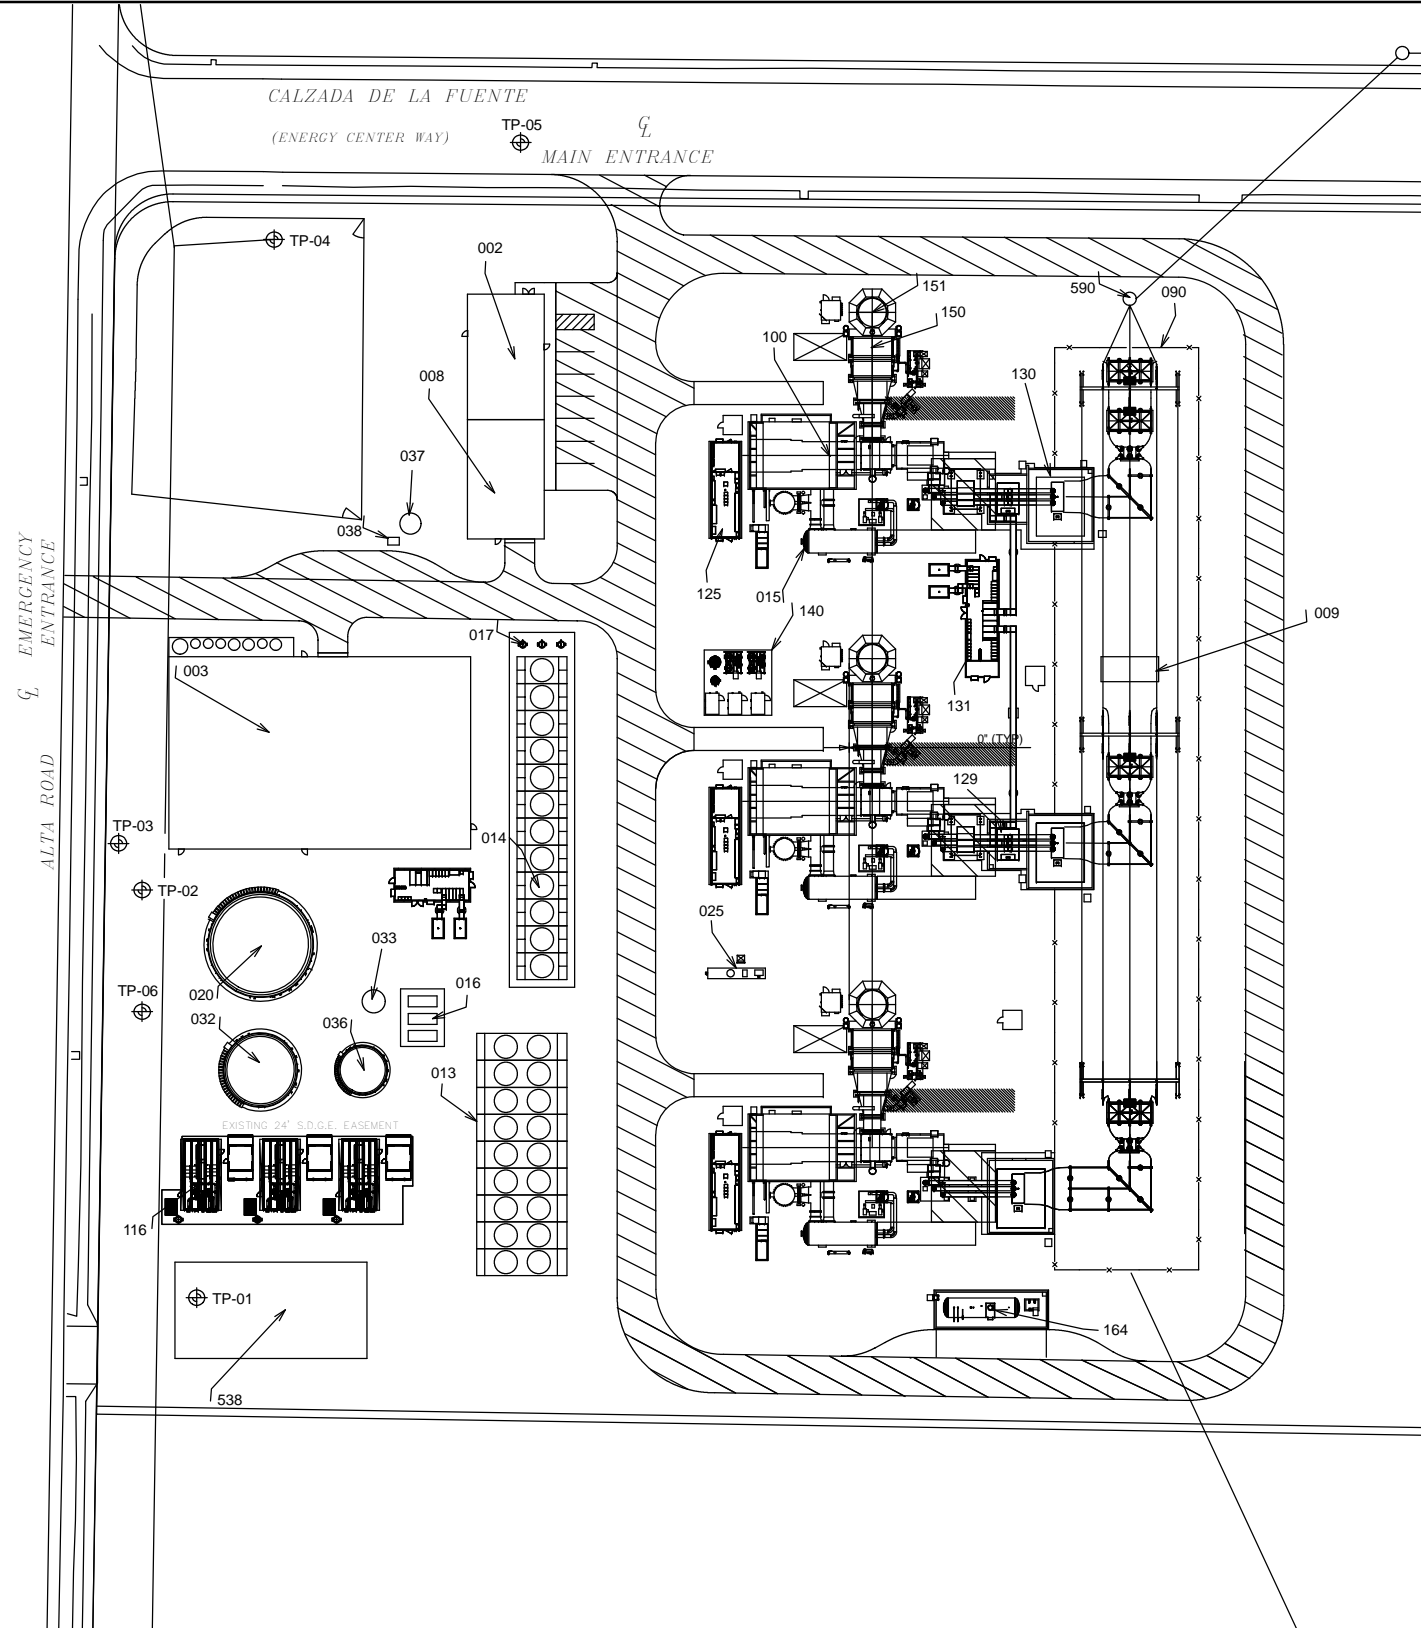 CALZADA DE LA FUENTE
(ENERGY CENTER WAY)
TP-05
CL
MAIN ENTRANCE
TP-04
002
151
590
090
150
100
130
008
037
038
125
015
140
EMERGENCY
ENTRANCE
CL
017
009
003
131
0" (TYP)
129
ALTA ROAD
TP-03
014
TP-02
025
033
020
016
TP-06
032
036
013
EXISTING 24' S.D.G.E. EASEMENT
116
TP-01
164
538